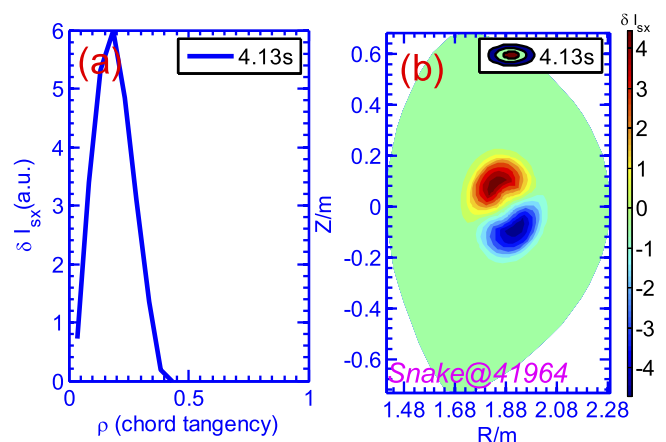 (a)
4.13s
6
5
4
3
2
1
0
δ I_sx(a.u.)
0 0.5 1
ρ (chord tangency)
(b)
4.13s
0.6
0.4
0.2
0
-0.2
-0.4
-0.6
Z/m
Snake@41964
1.48 1.68 1.88 2.08 2.28
R/m
δ I_sx
4
3
2
1
0
-1
-2
-3
-4